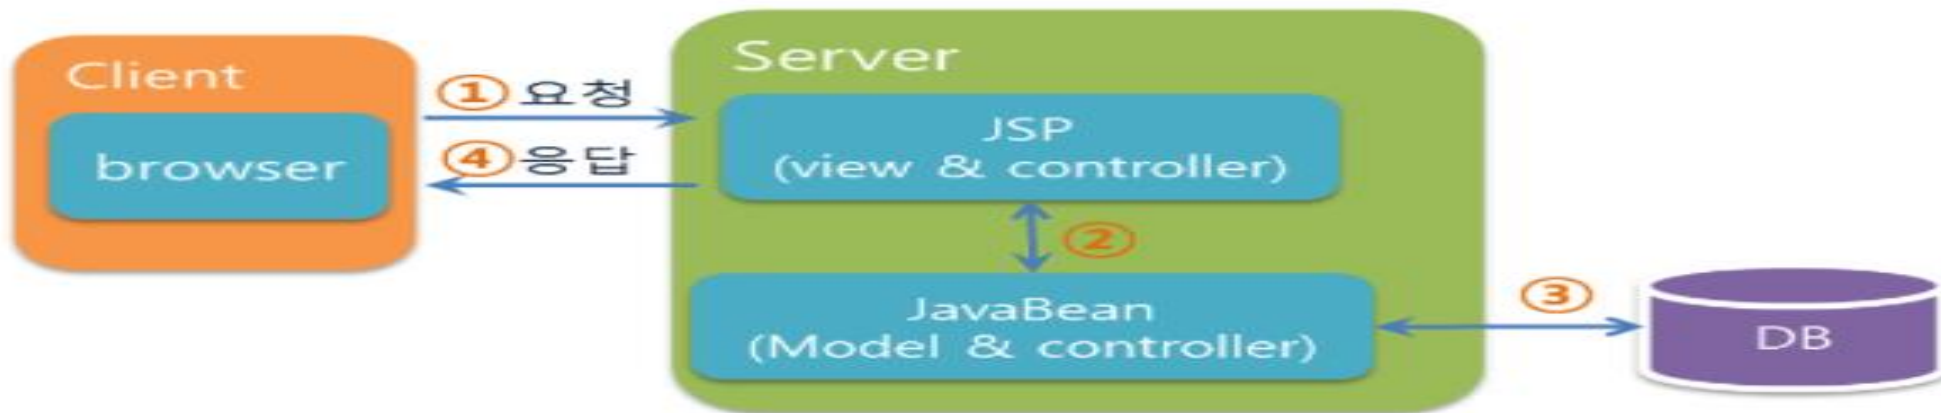 Client
browser
① 요청
④ 응답
Server
JSP
(view & controller)
②
JavaBean
(Model & controller)
③
DB